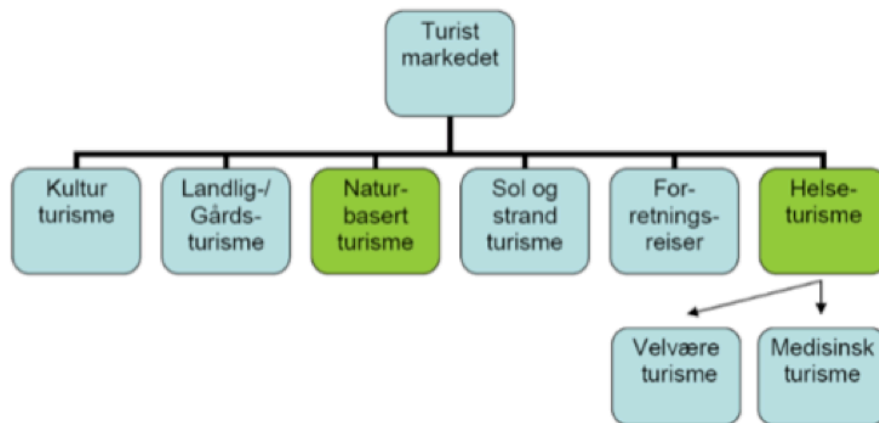 Turist
markedet
Kultur
turisme
Landlig-/
Gårds-
turisme
Natur-
basert
turisme
Sol og
strand
turisme
For-
retnings-
reiser
Helse-
turisme
Velvære
turisme
Medisinsk
turisme